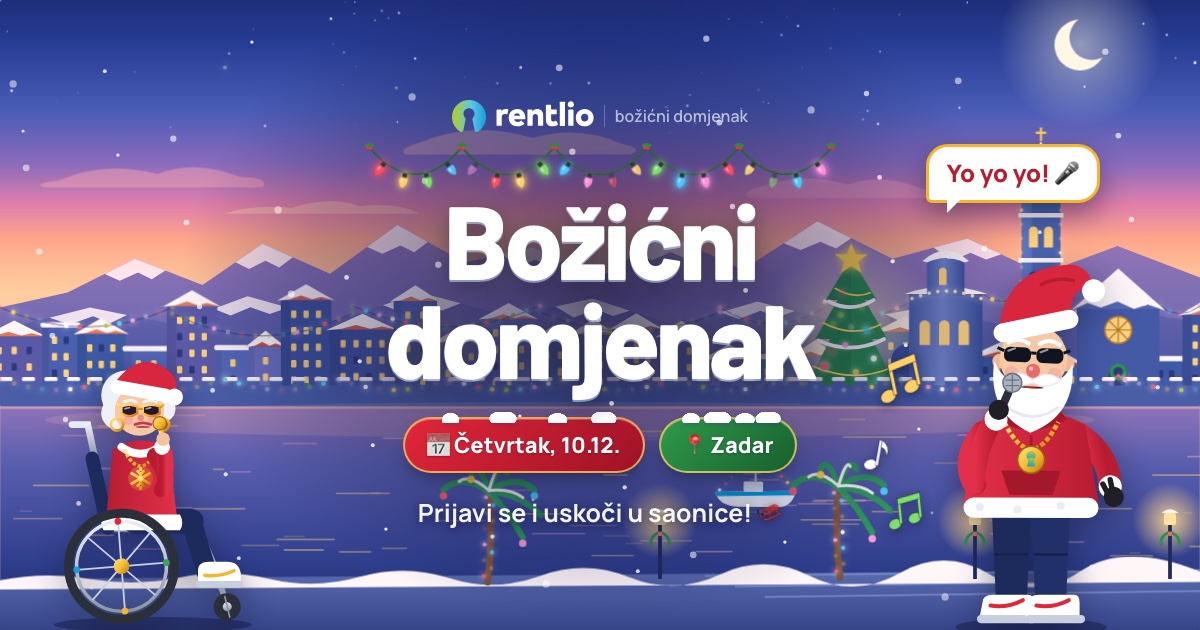 rentlio | božićni domjenak
Yo yo yo! 🎤
Božićni
domjenak
📅 Četvrtak, 10.12.
📍 Zadar
Prijavi se i uskoči u saonice!